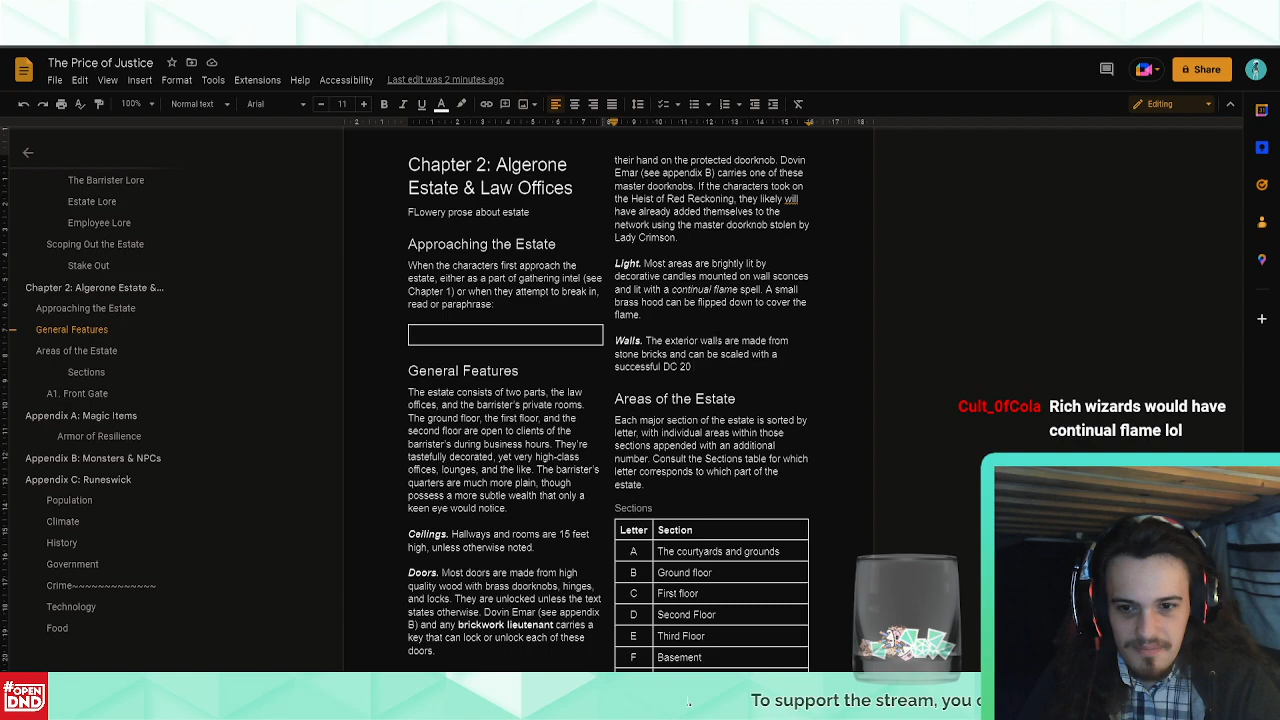 The Price of Justice
File Edit View Insert Format Tools Extensions Help Accessibility Last edit was 2 minutes ago
Share
100% Normal text Arial 11 Editing
The Barrister Lore
Estate Lore
Employee Lore
Scoping Out the Estate
Stake Out
Chapter 2: Algerone Estate &...
Approaching the Estate
General Features
Areas of the Estate
Sections
A1. Front Gate
Appendix A: Magic Items
Armor of Resilience
Appendix B: Monsters & NPCs
Appendix C: Runeswick
Population
Climate
History
Government
Crime~~~~~~~~~~~~~
Technology
Food
Chapter 2: Algerone
Estate & Law Offices
FLowery prose about estate
Approaching the Estate
When the characters first approach the
estate, either as a part of gathering intel (see
Chapter 1) or when they attempt to break in,
read or paraphrase:
General Features
The estate consists of two parts, the law
offices, and the barrister's private rooms.
The ground floor, the first floor, and the
second floor are open to clients of the
barrister's during business hours. They're
tastefully decorated, yet very high-class
offices, lounges, and the like. The barrister's
quarters are much more plain, though
possess a more subtle wealth that only a
keen eye would notice.
Ceilings. Hallways and rooms are 15 feet
high, unless otherwise noted.
Doors. Most doors are made from high
quality wood with brass doorknobs, hinges,
and locks. They are unlocked unless the text
states otherwise. Dovin Emar (see appendix
B) and any brickwork lieutenant carries a
key that can lock or unlock each of these
doors.
their hand on the protected doorknob. Dovin
Emar (see appendix B) carries one of these
master doorknobs. If the characters took on
the Heist of Red Reckoning, they likely will
have already added themselves to the
network using the master doorknob stolen by
Lady Crimson.
Light. Most areas are brightly lit by
decorative candles mounted on wall sconces
and lit with a continual flame spell. A small
brass hood can be flipped down to cover the
flame.
Walls. The exterior walls are made from
stone bricks and can be scaled with a
successful DC 20
Areas of the Estate
Each major section of the estate is sorted by
letter, with individual areas within those
sections appended with an additional
number. Consult the Sections table for which
letter corresponds to which part of the
estate.
Sections
Letter Section
A The courtyards and grounds
B Ground floor
C First floor
D Second Floor
E Third Floor
F Basement
Cult_0fCola Rich wizards would have
continual flame lol
#OPEN
DND
To support the stream, you c